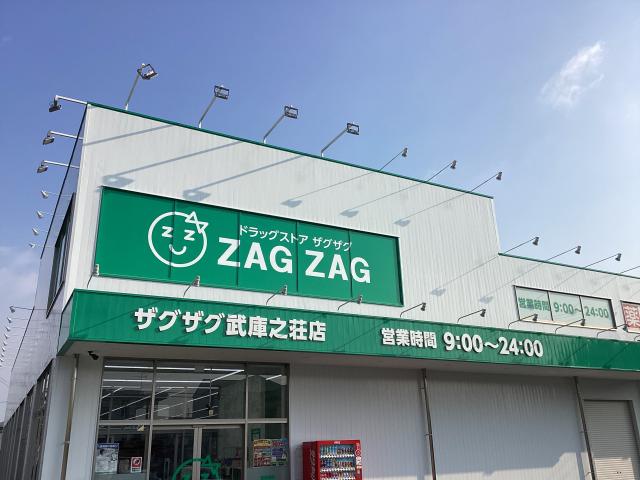 ドラッグストア ザグザグ
ZAG ZAG
ザグザグ武庫之荘店
営業時間 9:00～24:00
営業時間 9:00～24:00
薬